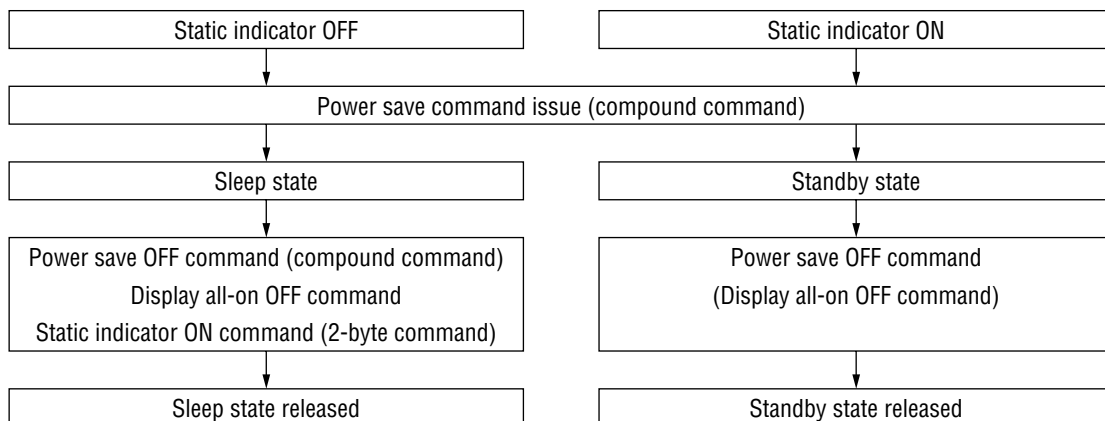 Static indicator OFF
Static indicator ON
Power save command issue (compound command)
Sleep state
Standby state
Power save OFF command (compound command)
Display all-on OFF command
Static indicator ON command (2-byte command)
Power save OFF command
(Display all-on OFF command)
Sleep state released
Standby state released